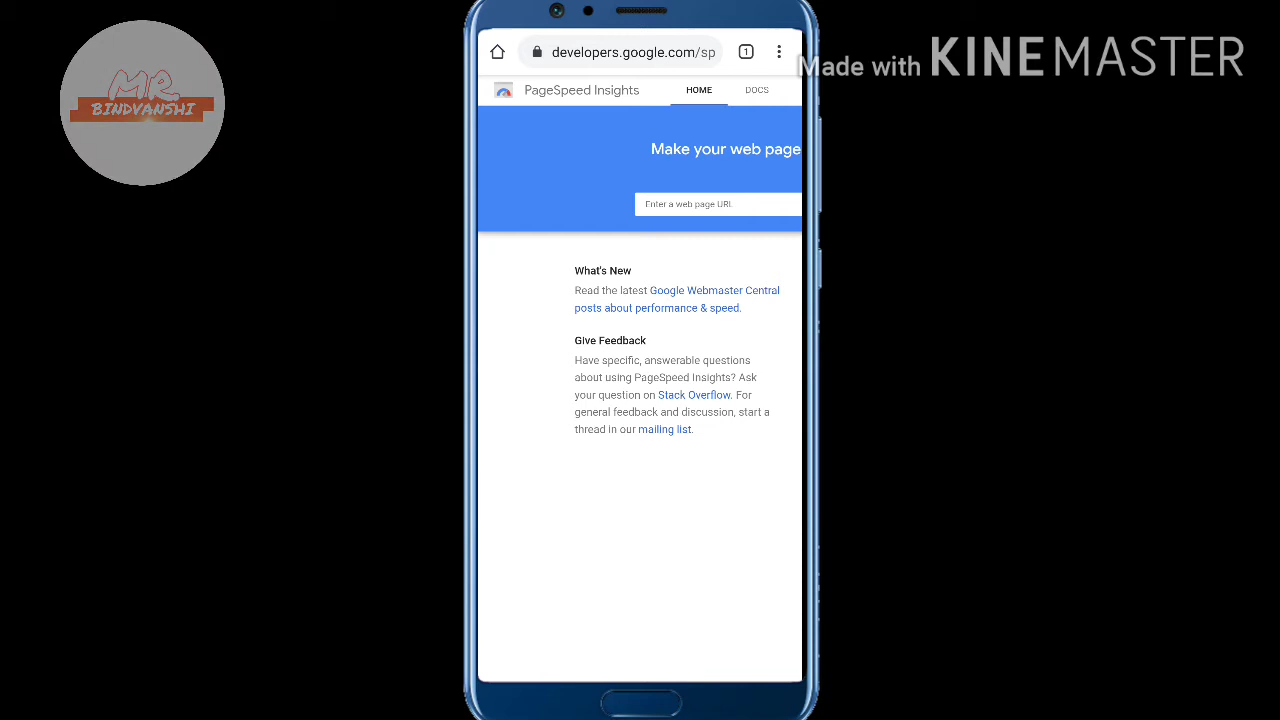 MR.
BINDVANSHI
Made with KINEMASTER
developers.google.com/sp
1
PageSpeed Insights
HOME
DOCS
Make your web page
Enter a web page URL
What's New
Read the latest Google Webmaster Central
posts about performance & speed.
Give Feedback
Have specific, answerable questions
about using PageSpeed Insights? Ask
your question on Stack Overflow. For
general feedback and discussion, start a
thread in our mailing list.